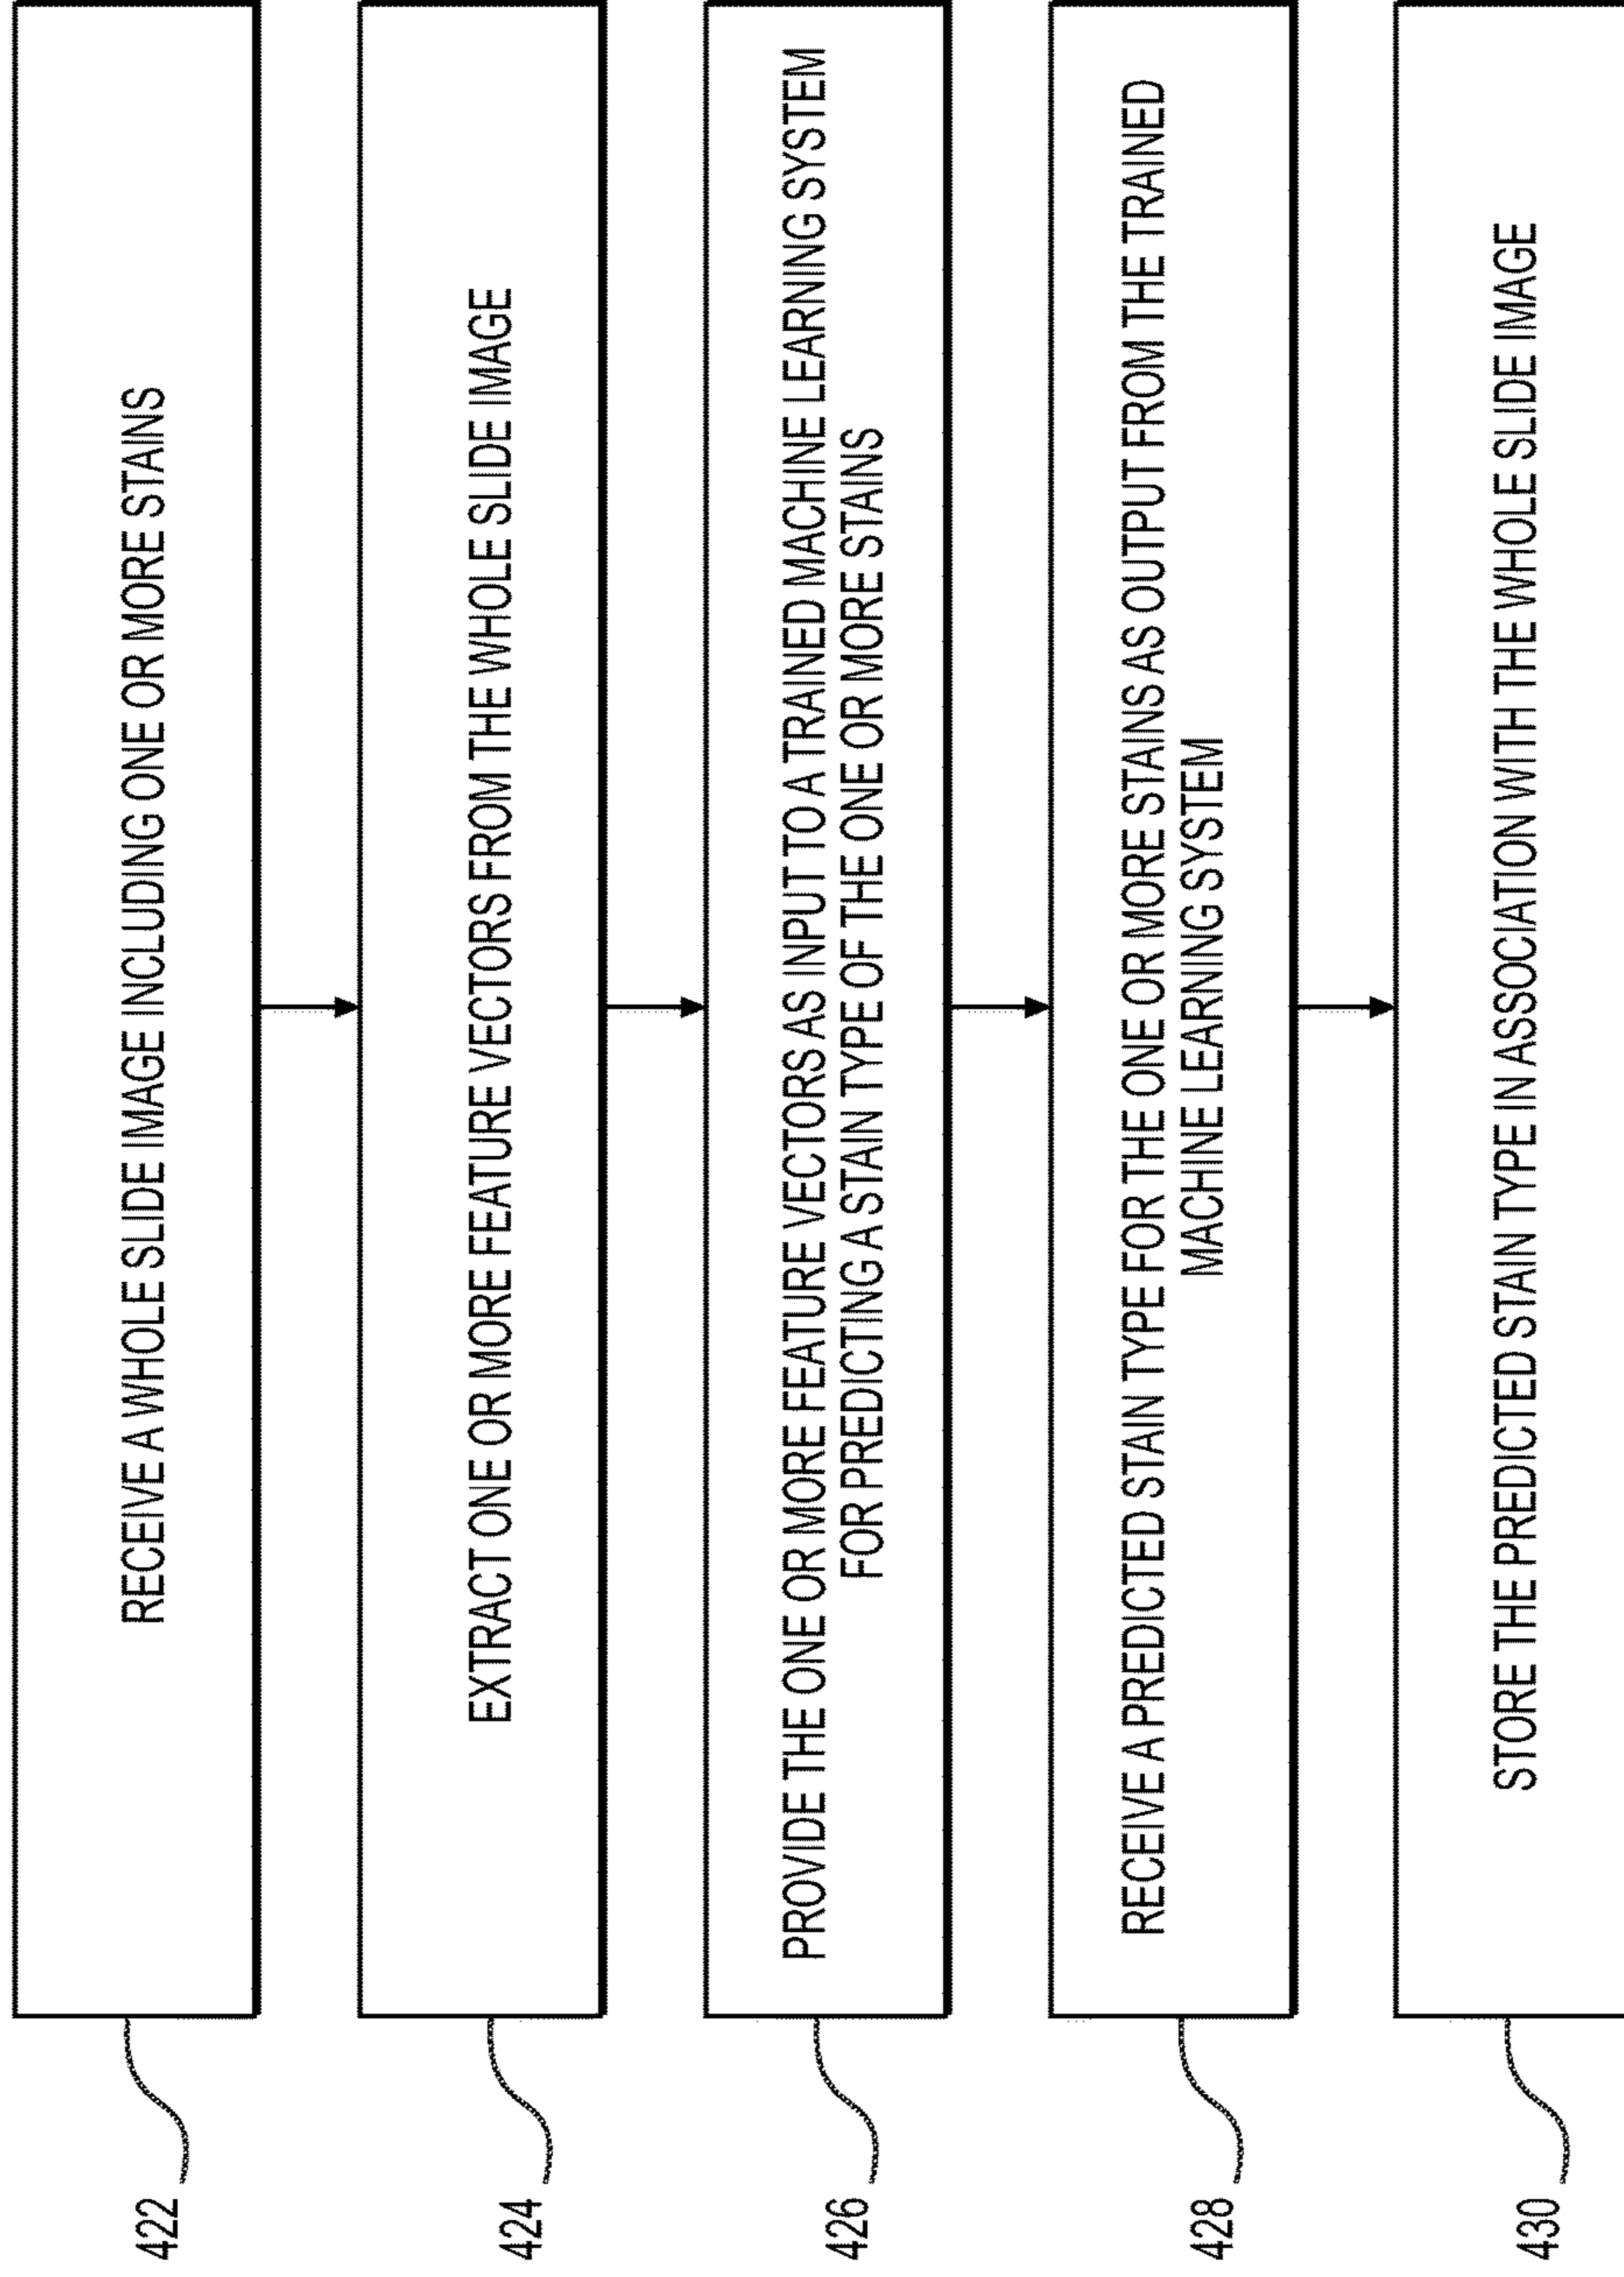 422
RECEIVE A WHOLE SLIDE IMAGE INCLUDING ONE OR MORE STAINS
424
EXTRACT ONE OR MORE FEATURE VECTORS FROM THE WHOLE SLIDE IMAGE
426
PROVIDE THE ONE OR MORE FEATURE VECTORS AS INPUT TO A TRAINED MACHINE LEARNING SYSTEM
FOR PREDICTING A STAIN TYPE OF THE ONE OR MORE STAINS
428
RECEIVE A PREDICTED STAIN TYPE FOR THE ONE OR MORE STAINS AS OUTPUT FROM THE TRAINED
MACHINE LEARNING SYSTEM
430
STORE THE PREDICTED STAIN TYPE IN ASSOCIATION WITH THE WHOLE SLIDE IMAGE